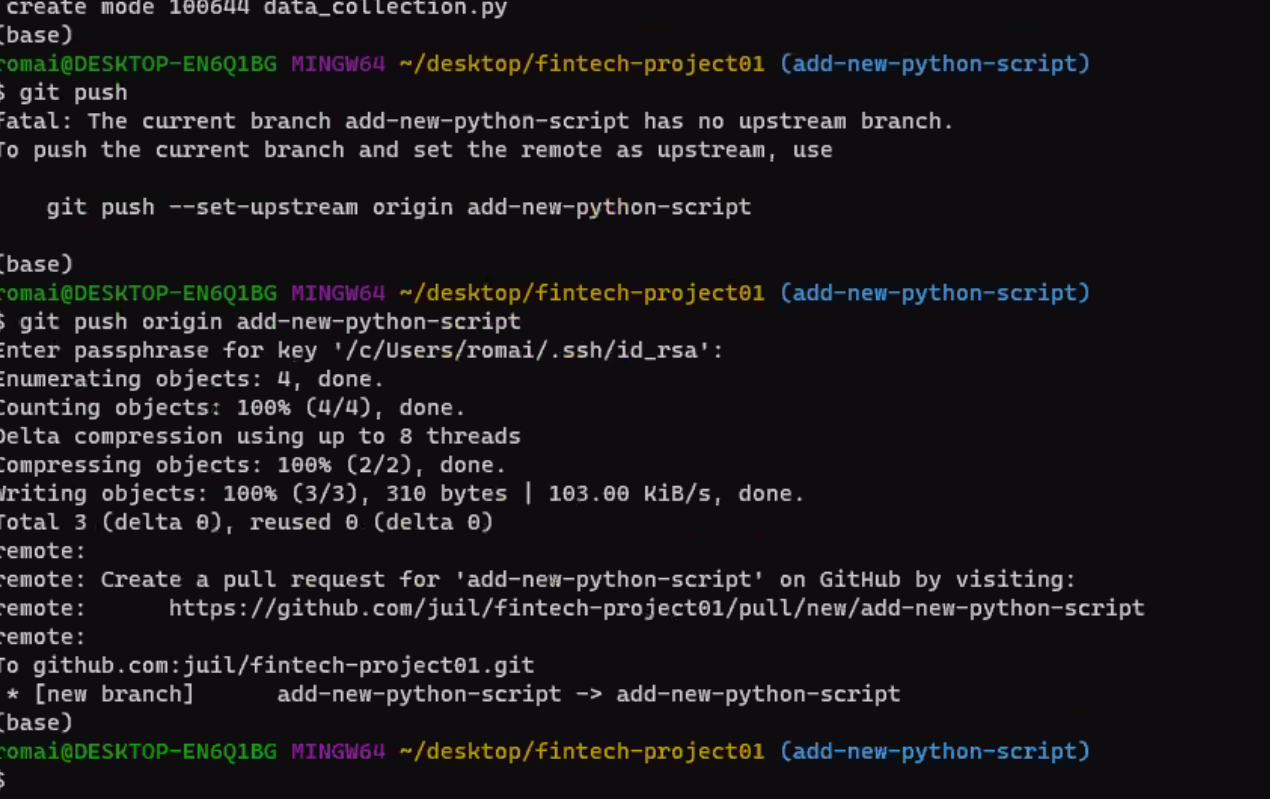 create mode 100644 data_collection.py
(base)
romai@DESKTOP-EN6Q1BG MINGW64 ~/desktop/fintech-project01 (add-new-python-script)
$ git push
fatal: The current branch add-new-python-script has no upstream branch.
To push the current branch and set the remote as upstream, use
git push --set-upstream origin add-new-python-script
(base)
romai@DESKTOP-EN6Q1BG MINGW64 ~/desktop/fintech-project01 (add-new-python-script)
$ git push origin add-new-python-script
Enter passphrase for key '/c/Users/romai/.ssh/id_rsa':
Enumerating objects: 4, done.
Counting objects: 100% (4/4), done.
Delta compression using up to 8 threads
Compressing objects: 100% (2/2), done.
Writing objects: 100% (3/3), 310 bytes | 103.00 KiB/s, done.
Total 3 (delta 0), reused 0 (delta 0)
remote:
remote: Create a pull request for 'add-new-python-script' on GitHub by visiting:
remote:      https://github.com/juil/fintech-project01/pull/new/add-new-python-script
remote:
To github.com:juil/fintech-project01.git
* [new branch]      add-new-python-script -> add-new-python-script
(base)
romai@DESKTOP-EN6Q1BG MINGW64 ~/desktop/fintech-project01 (add-new-python-script)
$